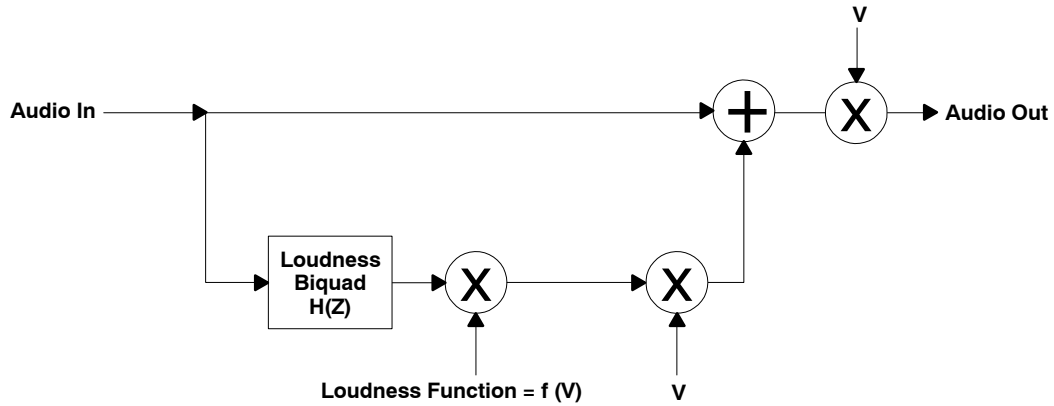 V
Audio In
+
X
Audio Out
Loudness
Biquad
H(Z)
X
X
Loudness Function = f (V)
V